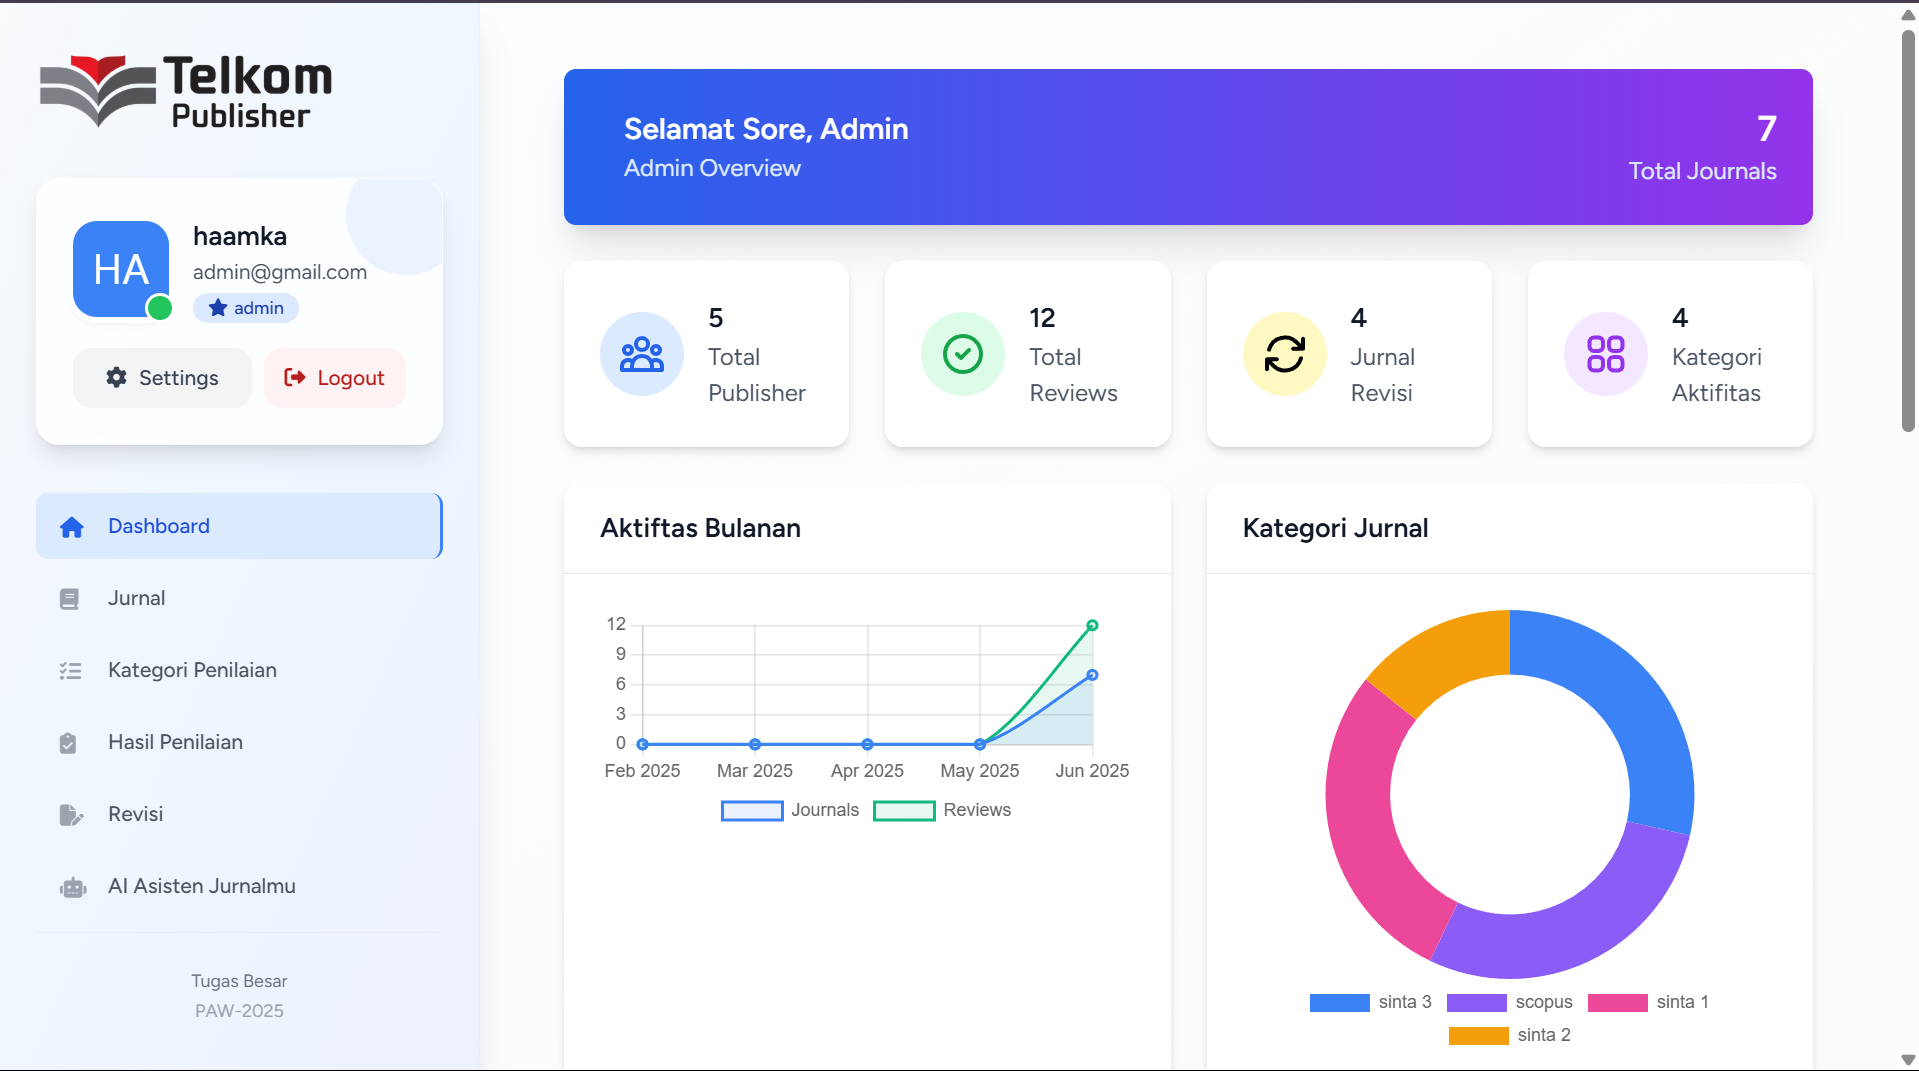 Telkom
Publisher
HA
haamka
admin@gmail.com
admin
Settings
Logout
Dashboard
Jurnal
Kategori Penilaian
Hasil Penilaian
Revisi
AI Asisten Jurnalmu
Tugas Besar
PAW-2025
Selamat Sore, Admin
Admin Overview
7
Total Journals
5
Total
Publisher
12
Total
Reviews
4
Jurnal
Revisi
4
Kategori
Aktifitas
Aktiftas Bulanan
12
9
6
3
0
Feb 2025 Mar 2025 Apr 2025 May 2025 Jun 2025
Journals Reviews
Kategori Jurnal
sinta 3 scopus sinta 1
sinta 2